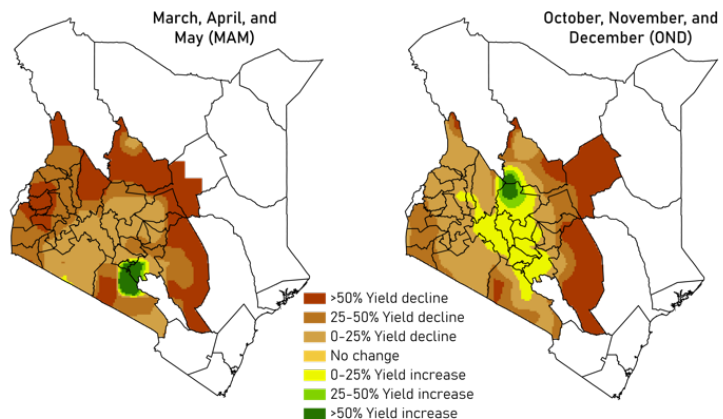 March, April, and
May (MAM)
October, November, and
December (OND)
>50% Yield decline
25-50% Yield decline
0-25% Yield decline
No change
0-25% Yield increase
25-50% Yield increase
>50% Yield increase